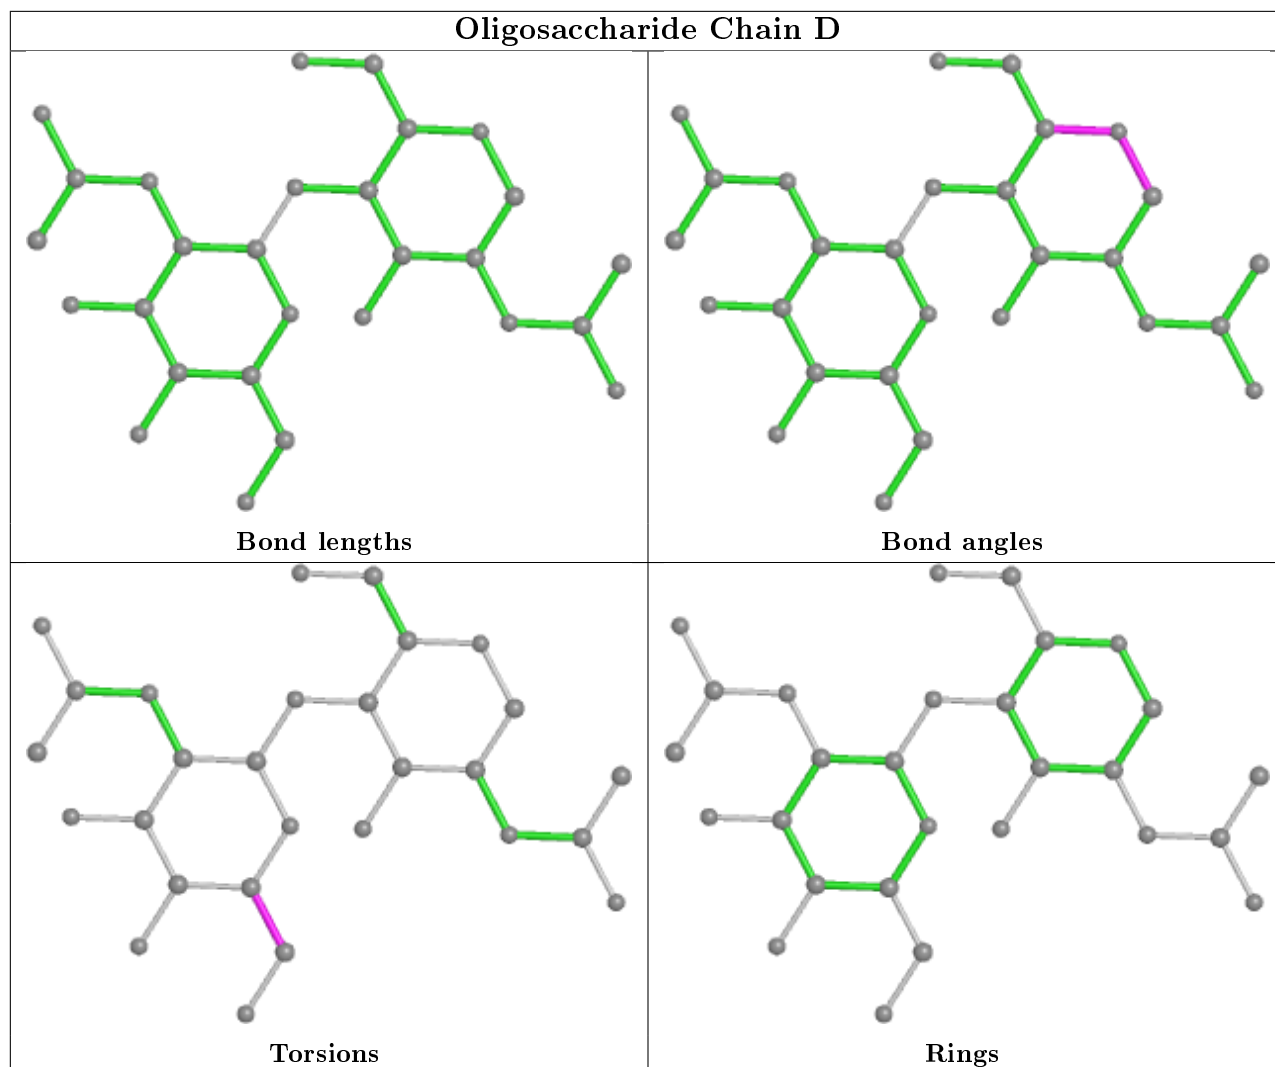 Oligosaccharide Chain D
Bond lengths
Bond angles
Torsions
Rings